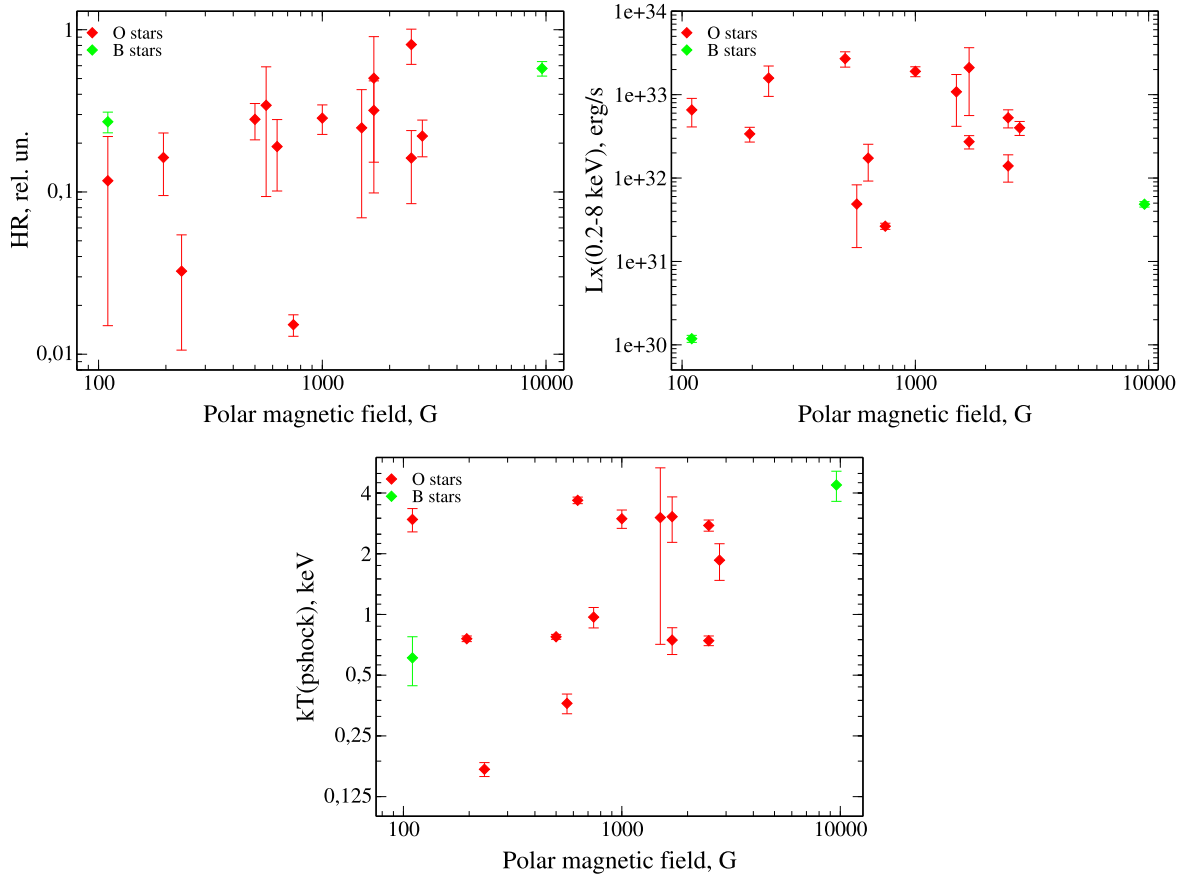 O stars
B stars
1
0.1
0,01
HR, rel. un.
100
1000
10000
Polar magnetic field, G
O stars
B stars
1e+34
1e+33
1e+32
1e+31
1e+30
Lx(0.2-8 keV), erg/s
100
1000
10000
Polar magnetic field, G
O stars
B stars
4
2
1
0,5
0,25
0,125
kT(pshock), keV
100
1000
10000
Polar magnetic field, G